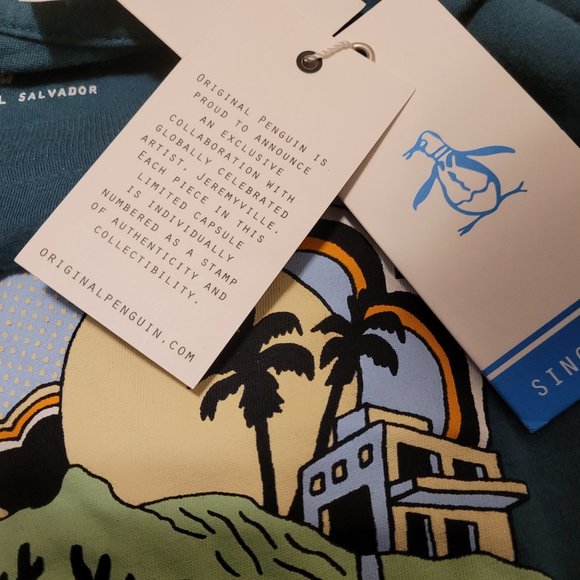 L SALVADOR
ORIGINAL PENGUIN IS
PROUD TO ANNOUNCE
AN EXCLUSIVE
COLLABORATION WITH
GLOBALLY CELEBRATED
ARTIST, JEREMYVILLE.
EACH PIECE IN THIS
LIMITED CAPSULE
IS INDIVIDUALLY
NUMBERED AS A STAMP
OF AUTHENTICITY AND
COLLECTIBILITY.
ORIGINALPENGUIN.COM
SINC